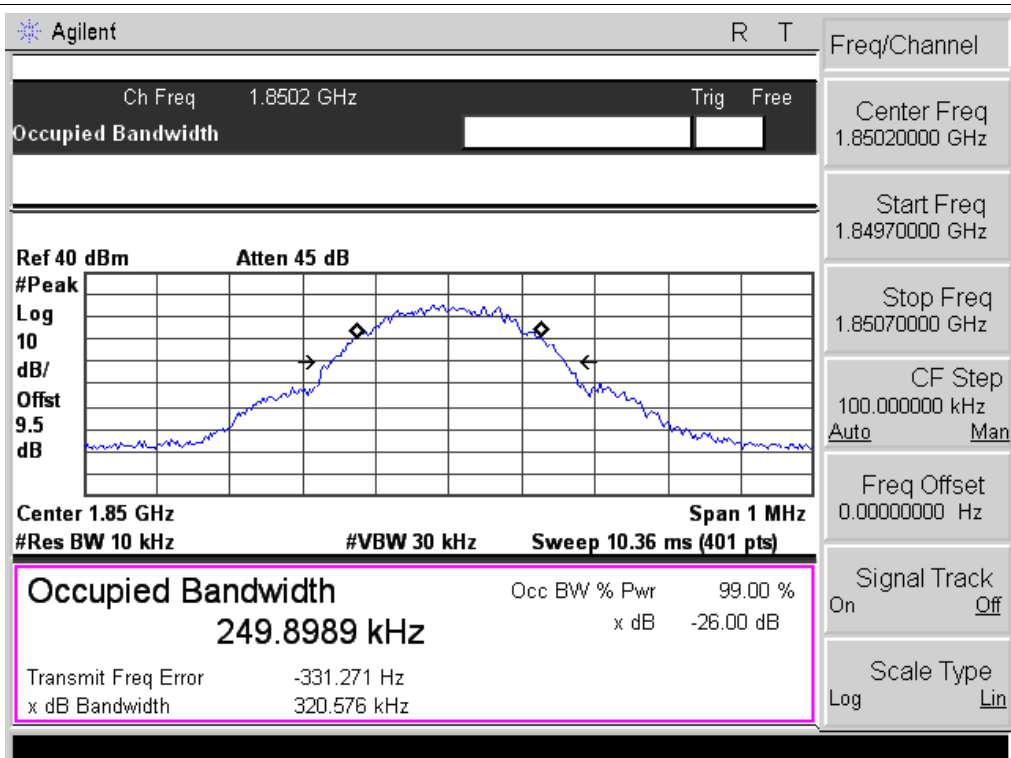 Agilent R T
Ch Freq 1.8502 GHz Trig Free
Occupied Bandwidth
Ref 40 dBm Atten 45 dB
#Peak
Log
10
dB/
Offst
9.5
dB
Center 1.85 GHz Span 1 MHz
#Res BW 10 kHz #VBW 30 kHz Sweep 10.36 ms (401 pts)
Occupied Bandwidth
249.8989 kHz
Occ BW % Pwr 99.00 %
x dB -26.00 dB
Transmit Freq Error -331.271 Hz
x dB Bandwidth 320.576 kHz
Freq/Channel
Center Freq
1.85020000 GHz
Start Freq
1.84970000 GHz
Stop Freq
1.85070000 GHz
CF Step
100.000000 kHz
Auto Man
Freq Offset
0.00000000 Hz
Signal Track
On Off
Scale Type
Log Lin